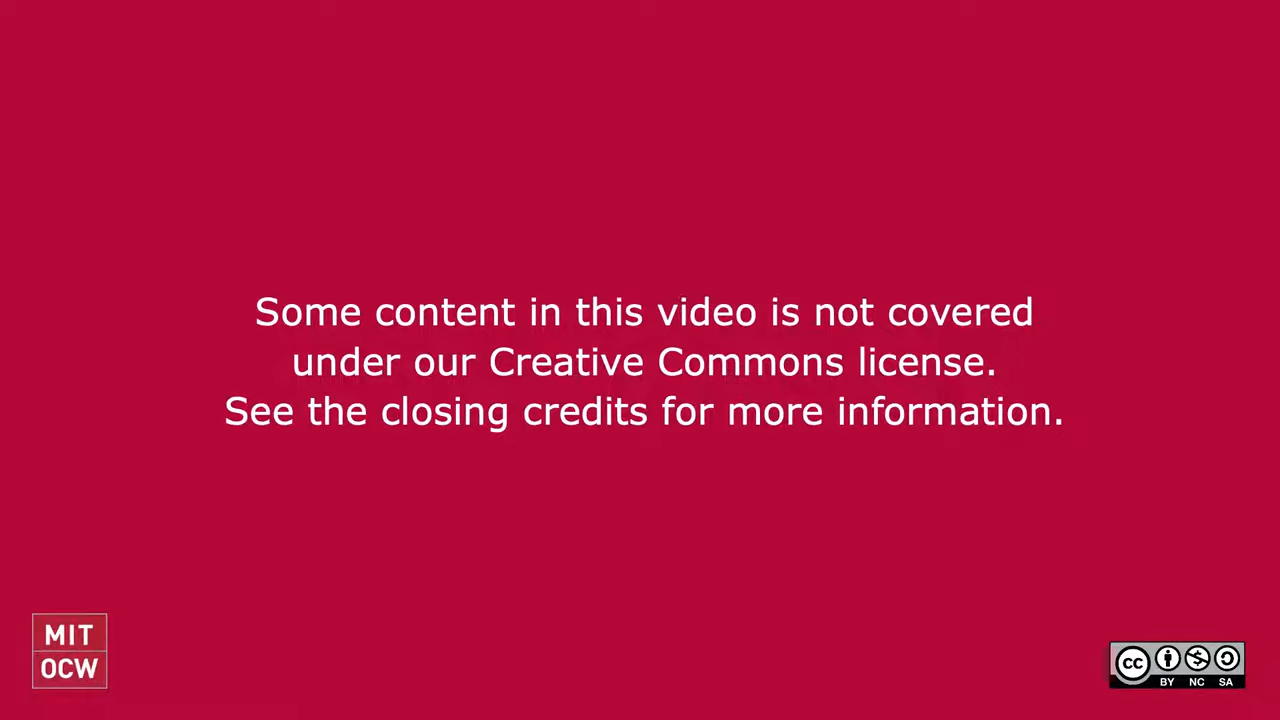 Some content in this video is not covered
under our Creative Commons license.
See the closing credits for more information.
MIT
OCW
cc
BY NC SA